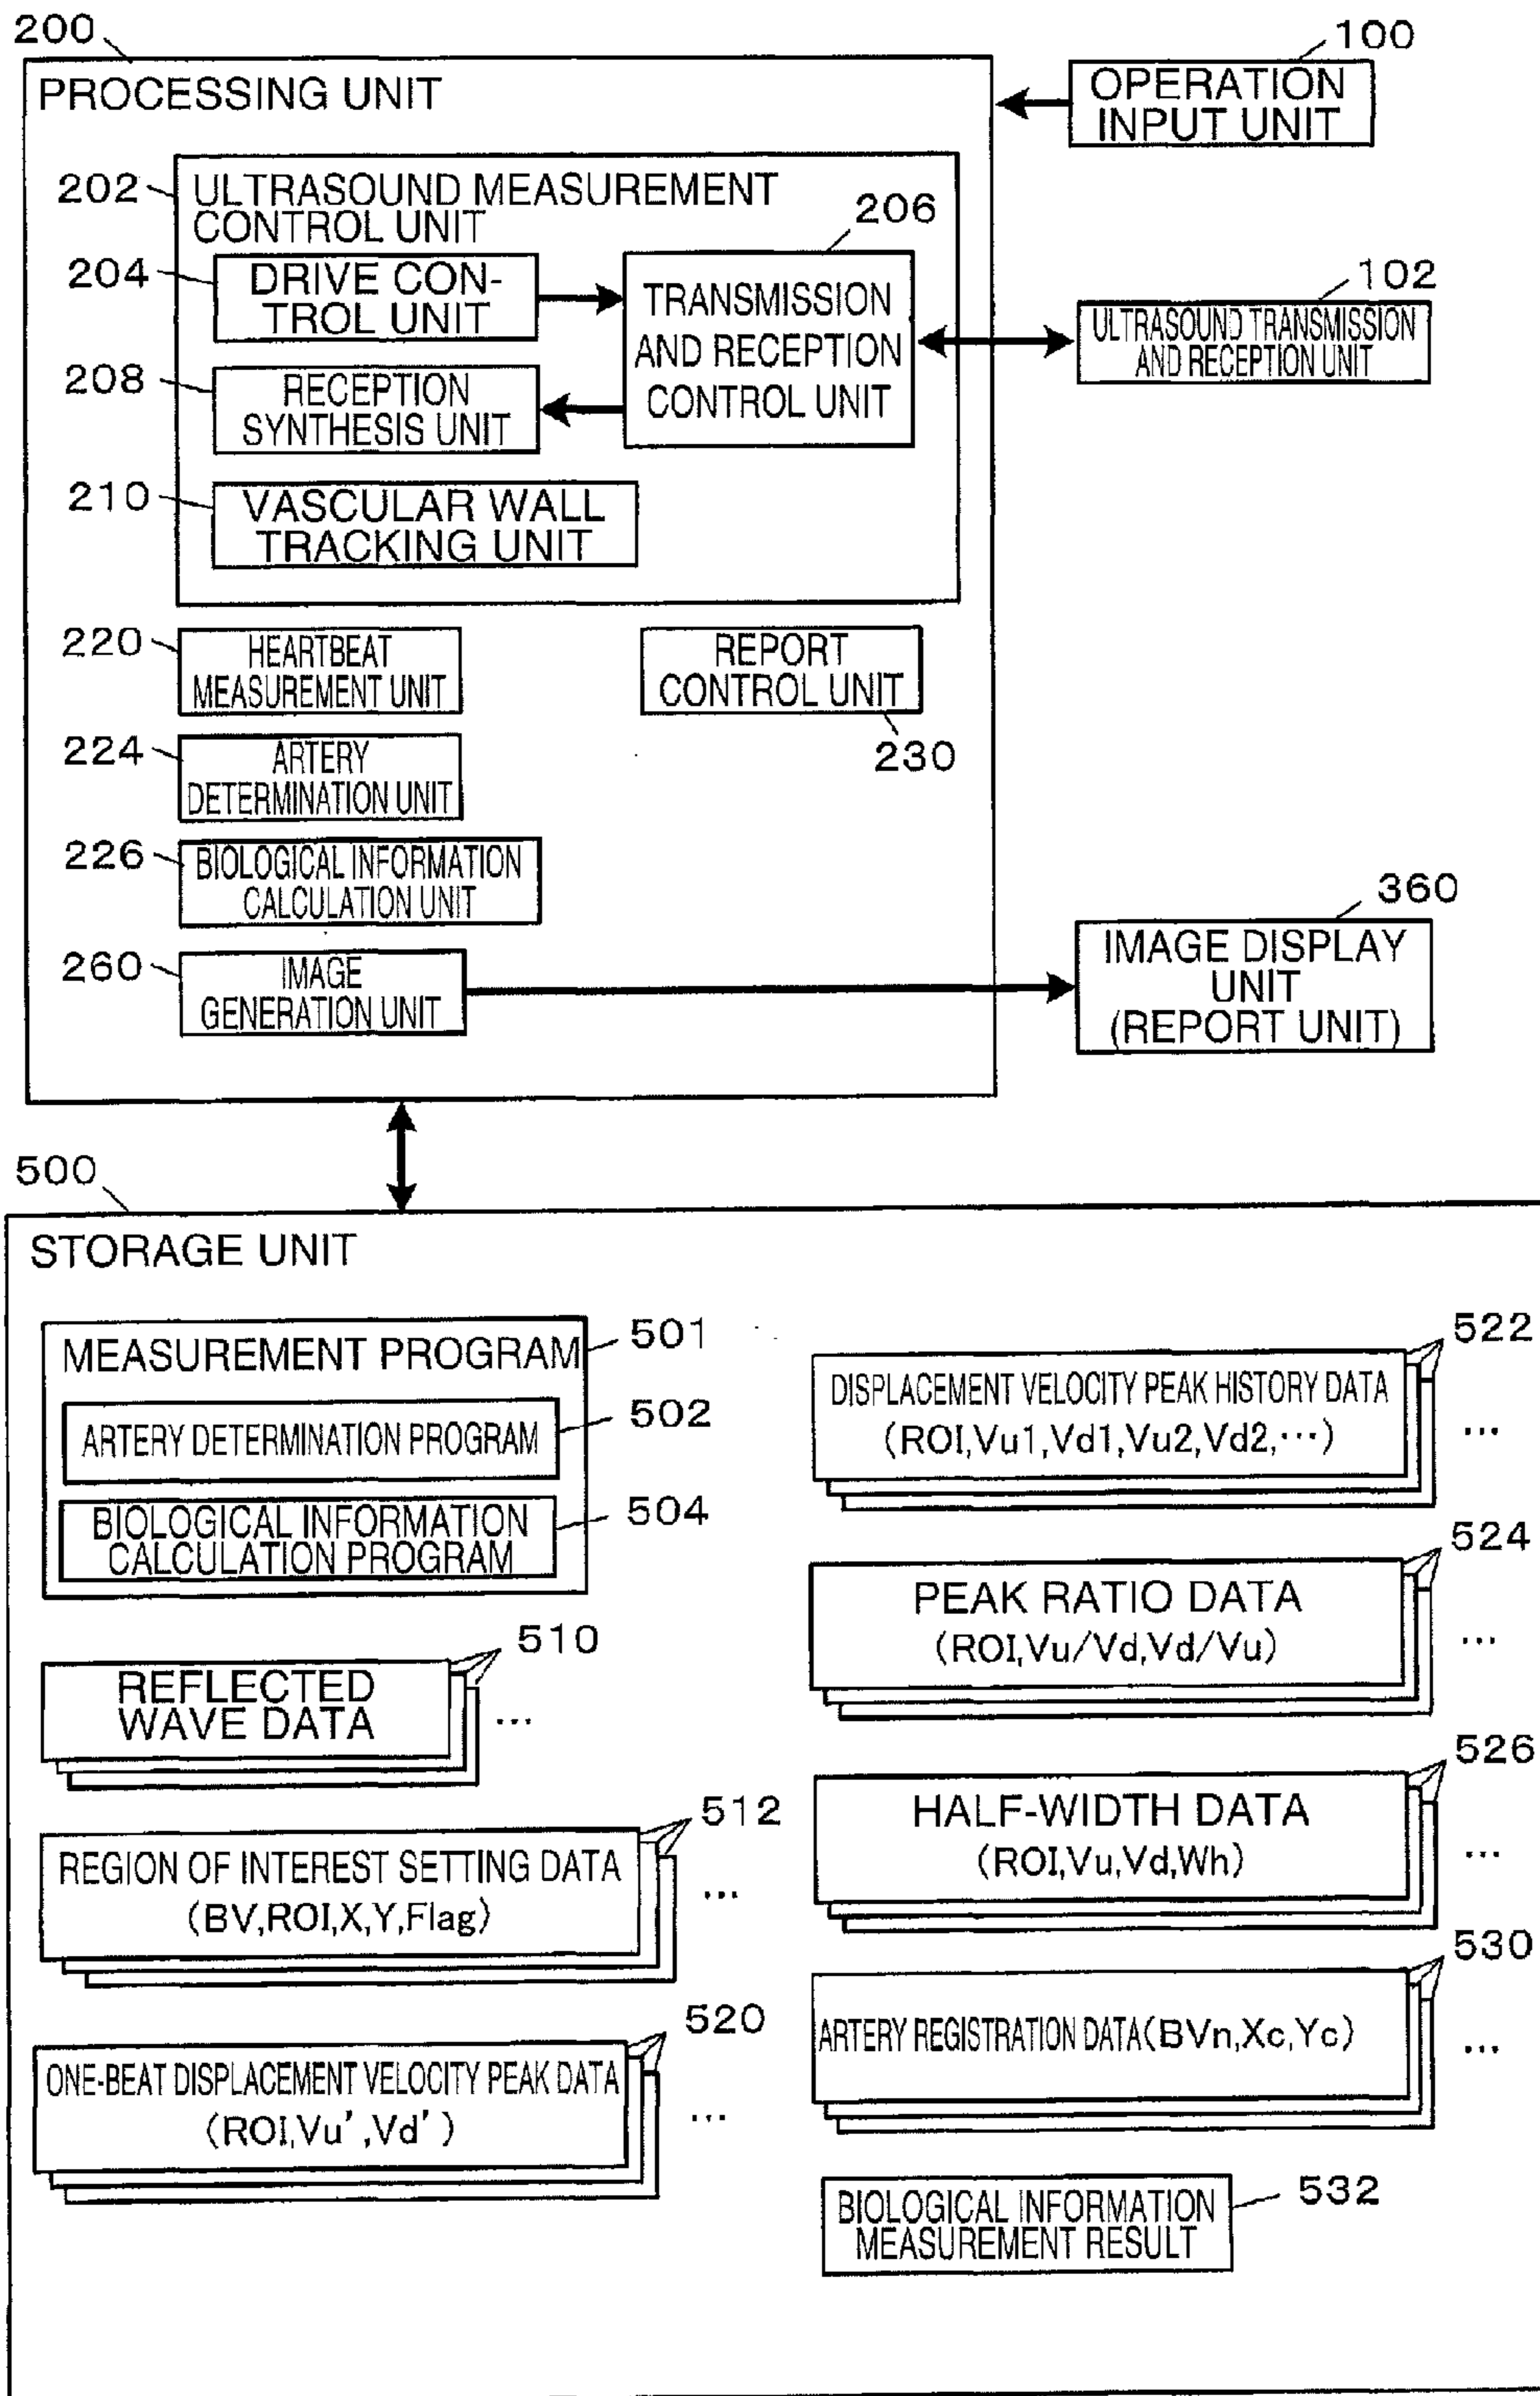 200
PROCESSING UNIT
100
OPERATION
INPUT UNIT
202
ULTRASOUND MEASUREMENT
CONTROL UNIT
206
204
DRIVE CON-
TROL UNIT
TRANSMISSION
AND RECEPTION
CONTROL UNIT
102
ULTRASOUND TRANSMISSION
AND RECEPTION UNIT
208
RECEPTION
SYNTHESIS UNIT
210
VASCULAR WALL
TRACKING UNIT
220
HEARTBEAT
MEASUREMENT UNIT
REPORT
CONTROL UNIT
230
224
ARTERY
DETERMINATION UNIT
226
BIOLOGICAL INFORMATION
CALCULATION UNIT
260
IMAGE
GENERATION UNIT
360
IMAGE DISPLAY
UNIT
(REPORT UNIT)
500
STORAGE UNIT
MEASUREMENT PROGRAM
501
ARTERY DETERMINATION PROGRAM
502
BIOLOGICAL INFORMATION
CALCULATION PROGRAM
504
510
REFLECTED
WAVE DATA
...
512
REGION OF INTEREST SETTING DATA
(BV,ROI,X,Y,Flag)
...
520
ONE-BEAT DISPLACEMENT VELOCITY PEAK DATA
(ROI,Vu',Vd')
...
522
DISPLACEMENT VELOCITY PEAK HISTORY DATA
(ROI,Vu1,Vd1,Vu2,Vd2,···)
...
524
PEAK RATIO DATA
(ROI,Vu/Vd,Vd/Vu)
...
526
HALF-WIDTH DATA
(ROI,Vu,Vd,Wh)
...
530
ARTERY REGISTRATION DATA(BVn,Xc,Yc)
...
BIOLOGICAL INFORMATION
MEASUREMENT RESULT
532